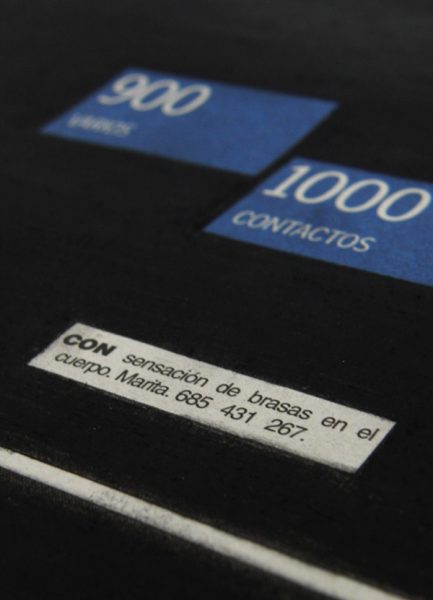 900
VARIOS
1000
CONTACTOS
CON sensación de brasas en el
cuerpo. Marita. 685 431 267.